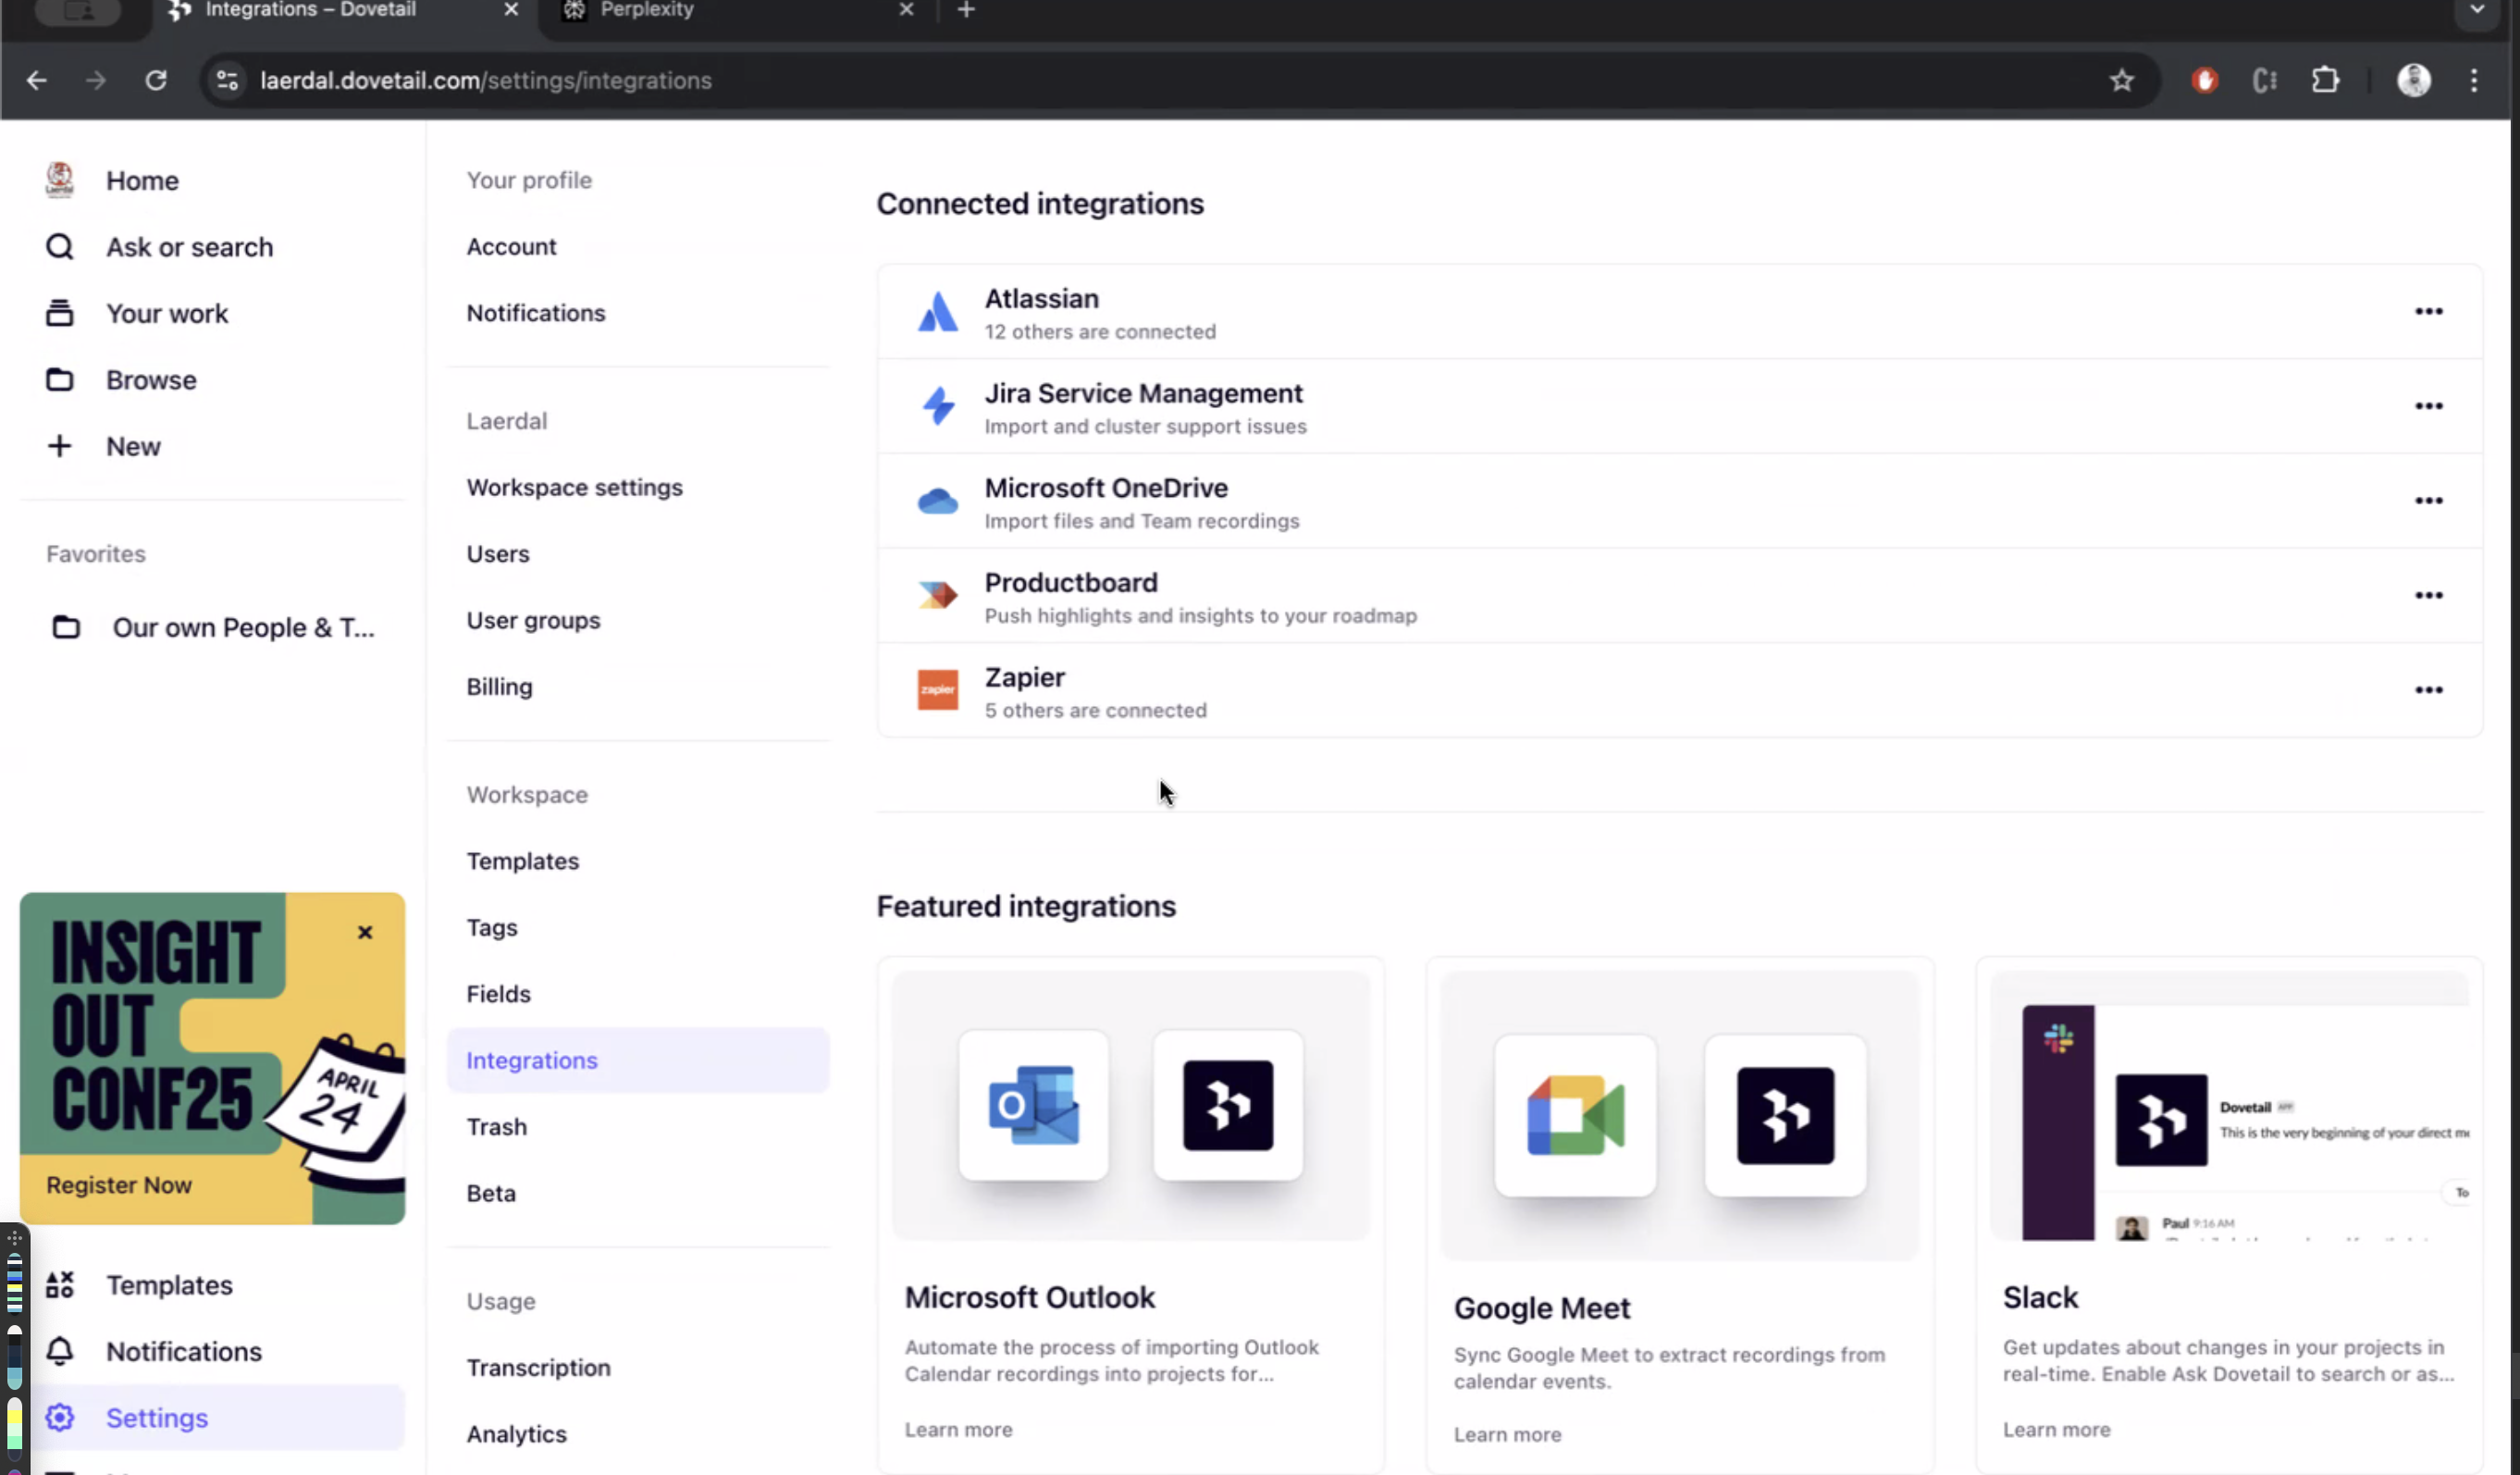 Integrations – Dovetail
Perplexity
laerdal.dovetail.com/settings/integrations
Home
Ask or search
Your work
Browse
New
Favorites
Our own People & T...
INSIGHT
OUT
CONF25
APRIL
24
Register Now
Templates
Notifications
Settings
Your profile
Account
Notifications
Laerdal
Workspace settings
Users
User groups
Billing
Workspace
Templates
Tags
Fields
Integrations
Trash
Beta
Usage
Transcription
Analytics
Connected integrations
Atlassian
12 others are connected
Jira Service Management
Import and cluster support issues
Microsoft OneDrive
Import files and Team recordings
Productboard
Push highlights and insights to your roadmap
zapier
Zapier
5 others are connected
Featured integrations
Microsoft Outlook
Automate the process of importing Outlook
Calendar recordings into projects for...
Learn more
Google Meet
Sync Google Meet to extract recordings from
calendar events.
Learn more
Dovetail APP
This is the very beginning of your direct me
To
Paul 9:16 AM
Slack
Get updates about changes in your projects in
real-time. Enable Ask Dovetail to search or as...
Learn more